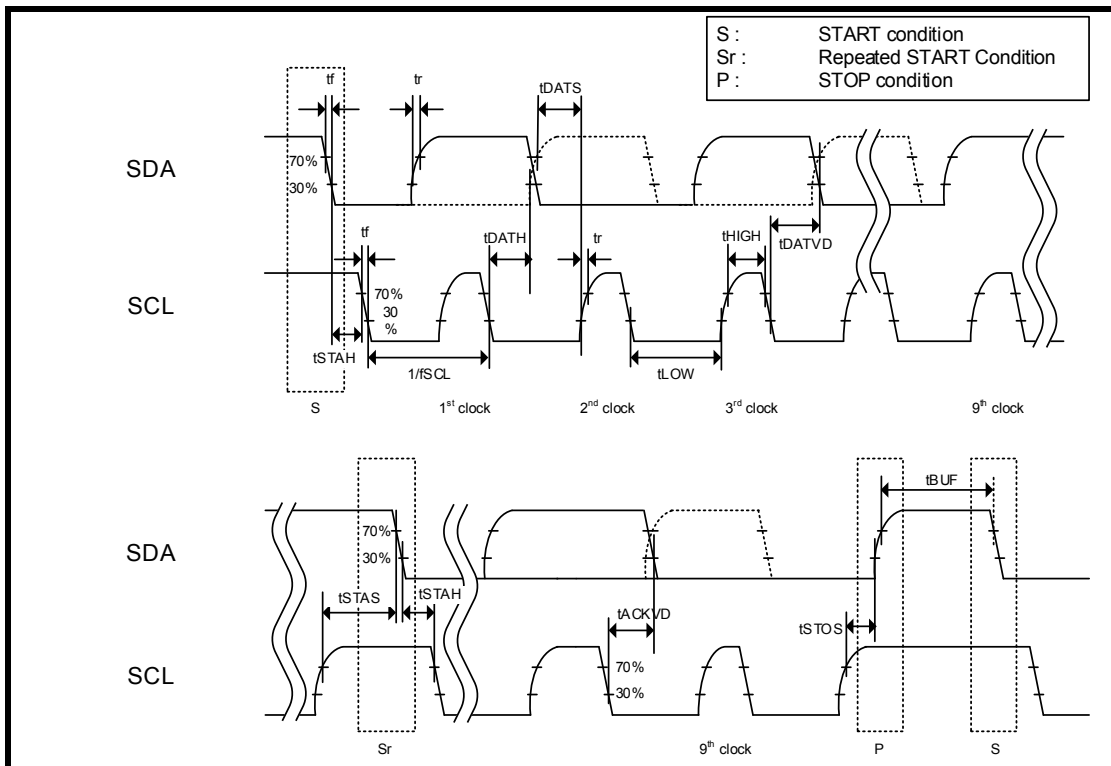 S : START condition
Sr : Repeated START Condition
P : STOP condition
tf
tr
tDATS
SDA
70%
30%
tf
tDATH
tr
tHIGH
tDATVD
SCL
70%
30
%
tSTAH
1/fSCL
tLOW
S
1st clock
2nd clock
3rd clock
9th clock
tBUF
SDA
70%
30%
tSTAS
tSTAH
tACKVD
tSTOS
SCL
70%
30%
Sr
9th clock
P
S